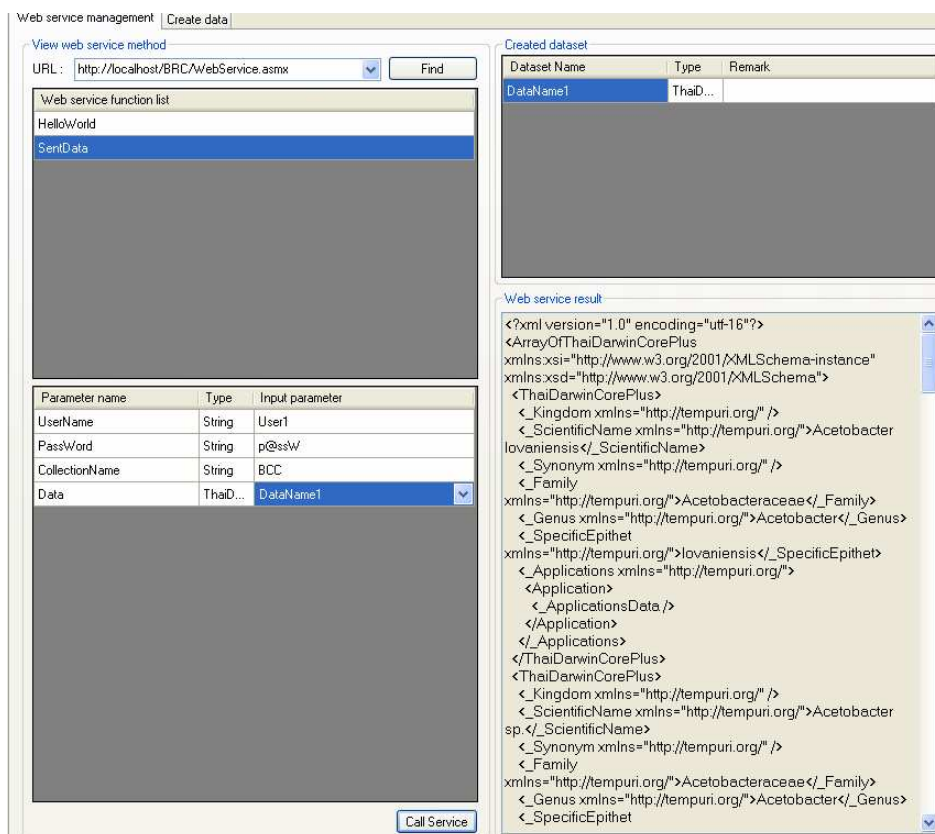 Web service management Create data
View web service method
URL : http://localhost/BRC/WebService.asmx Find
Web service function list
HelloWorld
SentData
Parameter name Type Input parameter
UserName String User1
PassWord String p@ssW
CollectionName String BCC
Data ThaiD... DataName1
Call Service
Created dataset
Dataset Name Type Remark
DataName1 ThaiD...
Web service result
<?xml version="1.0" encoding="utf-16"?>
<ArrayOfThaiDarwinCorePlus
xmlns:xsi="http://www.w3.org/2001/XMLSchema-instance"
xmlns:xsd="http://www.w3.org/2001/XMLSchema">
<ThaiDarwinCorePlus>
<_Kingdom xmlns="http://tempuri.org/" />
<_ScientificName xmlns="http://tempuri.org/">Acetobacter
lovaniensis</_ScientificName>
<_Synonym xmlns="http://tempuri.org/" />
<_Family
xmlns="http://tempuri.org/">Acetobacteraceae</_Family>
<_Genus xmlns="http://tempuri.org/">Acetobacter</_Genus>
<_SpecificEpithet
xmlns="http://tempuri.org/">lovaniensis</_SpecificEpithet>
<_Applications xmlns="http://tempuri.org/">
<Application>
<_ApplicationsData />
</Application>
</_Applications>
</ThaiDarwinCorePlus>
<ThaiDarwinCorePlus>
<_Kingdom xmlns="http://tempuri.org/" />
<_ScientificName xmlns="http://tempuri.org/">Acetobacter
sp.</_ScientificName>
<_Synonym xmlns="http://tempuri.org/" />
<_Family
xmlns="http://tempuri.org/">Acetobacteraceae</_Family>
<_Genus xmlns="http://tempuri.org/">Acetobacter</_Genus>
<_SpecificEpithet